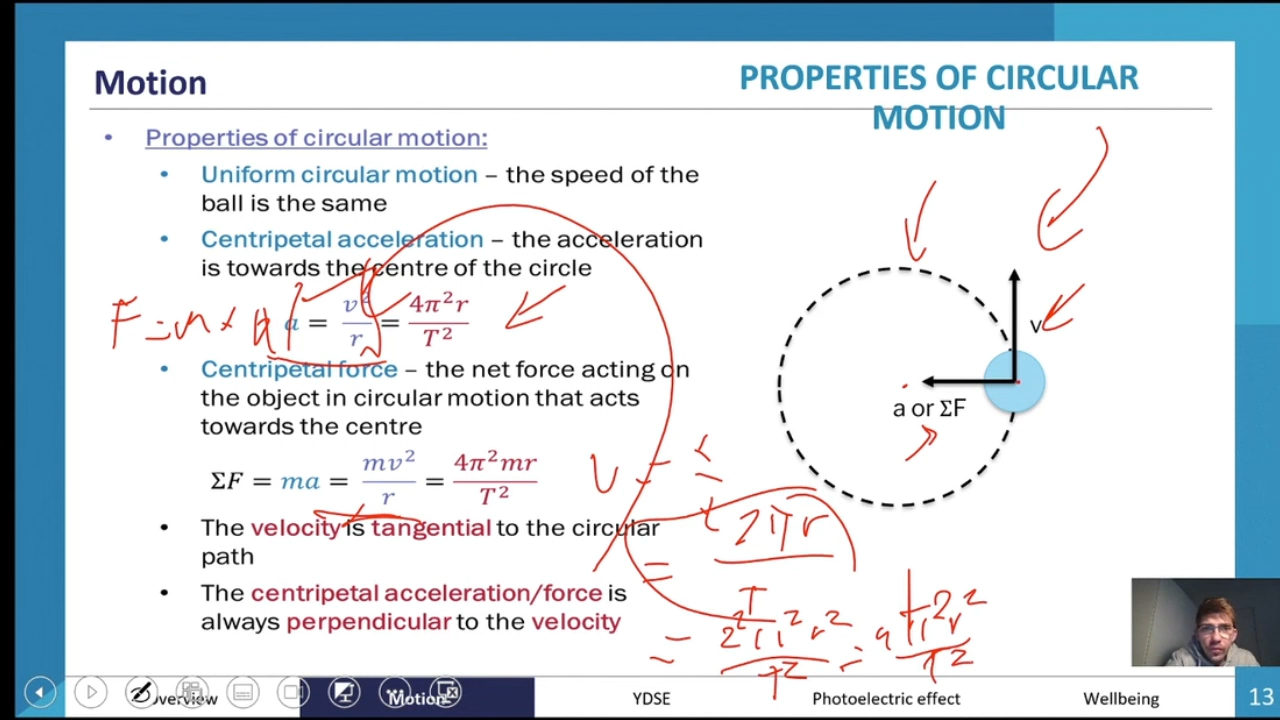 Motion
PROPERTIES OF CIRCULAR
MOTION
• Properties of circular motion:
• Uniform circular motion – the speed of the
ball is the same
• Centripetal acceleration – the acceleration
is towards the centre of the circle
F = m × a
a = v²/r = 4π²r/T²
• Centripetal force – the net force acting on
the object in circular motion that acts
towards the centre
ΣF = ma = mv²/r = 4π²mr/T²
• The velocity is tangential to the circular
path
• The centripetal acceleration/force is
always perpendicular to the velocity
v
a or ΣF
= 2πr/T
= 2²π²r²/T² = 4π²r²/T²
Overview
Motion
YDSE
Photoelectric effect
Wellbeing
13